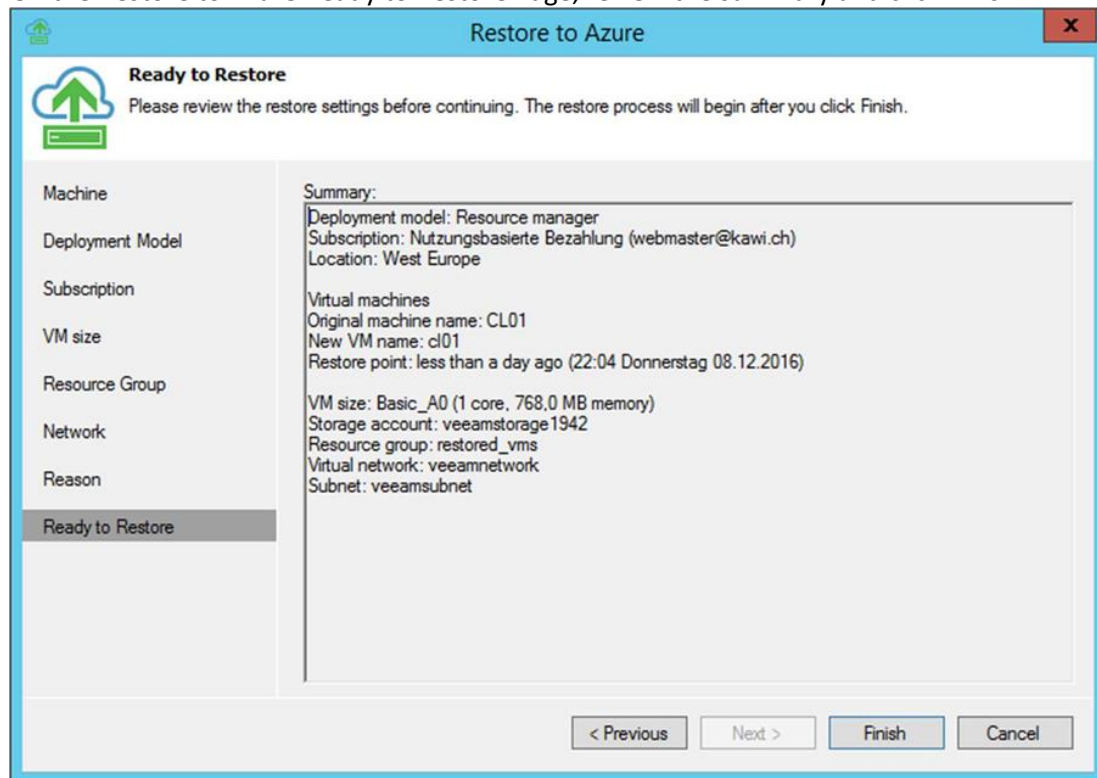 Restore to Azure
X
Ready to Restore
Please review the restore settings before continuing. The restore process will begin after you click Finish.
Machine
Deployment Model
Subscription
VM size
Resource Group
Network
Reason
Ready to Restore
Summary:
Deployment model: Resource manager
Subscription: Nutzungsbasierte Bezahlung (webmaster@kawi.ch)
Location: West Europe
Virtual machines
Original machine name: CL01
New VM name: cl01
Restore point: less than a day ago (22:04 Donnerstag 08.12.2016)
VM size: Basic_A0 (1 core, 768,0 MB memory)
Storage account: veeamstorage1942
Resource group: restored_vms
Virtual network: veeamnetwork
Subnet: veeamsubnet
< Previous
Next >
Finish
Cancel